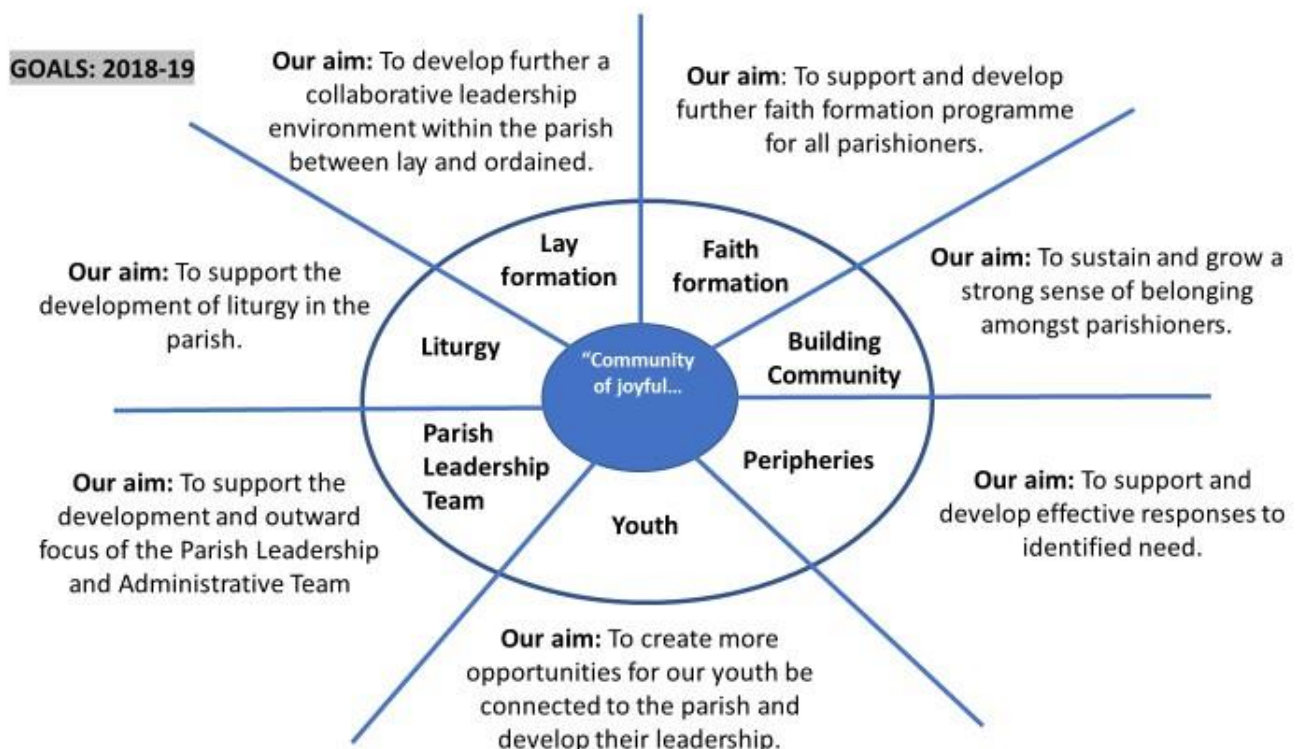 GOALS: 2018-19
Our aim: To develop further a
collaborative leadership
environment within the parish
between lay and ordained.
Our aim: To support and develop
further faith formation programme
for all parishioners.
Our aim: To support the
development of liturgy in the
parish.
Lay
formation
Faith
formation
Our aim: To sustain and grow a
strong sense of belonging
amongst parishioners.
Liturgy
"Community
of joyful...
Building
Community
Parish
Leadership
Team
Peripheries
Youth
Our aim: To support the
development and outward
focus of the Parish Leadership
and Administrative Team
Our aim: To support and
develop effective responses to
identified need.
Our aim: To create more
opportunities for our youth be
connected to the parish and
develop their leadership.